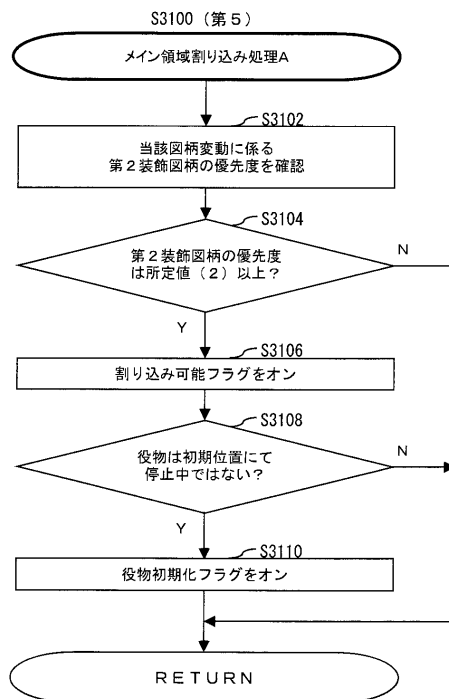 S3100（第5）
メイン領域割り込み処理A
S3102
当該図柄変動に係る
第2装飾図柄の優先度を確認
S3104
第2装飾図柄の優先度
は所定値（2）以上？
N
Y
S3106
割り込み可能フラグをオン
S3108
役物は初期位置にて
停止中ではない？
N
Y
S3110
役物初期化フラグをオン
RETURN